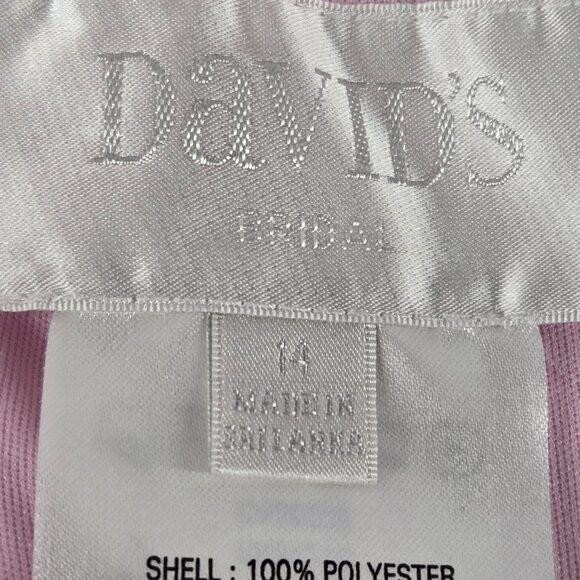 DaVID'S
BRIDAL
14
MADE IN
SRI LANKA
SHELL : 100% POLYESTER